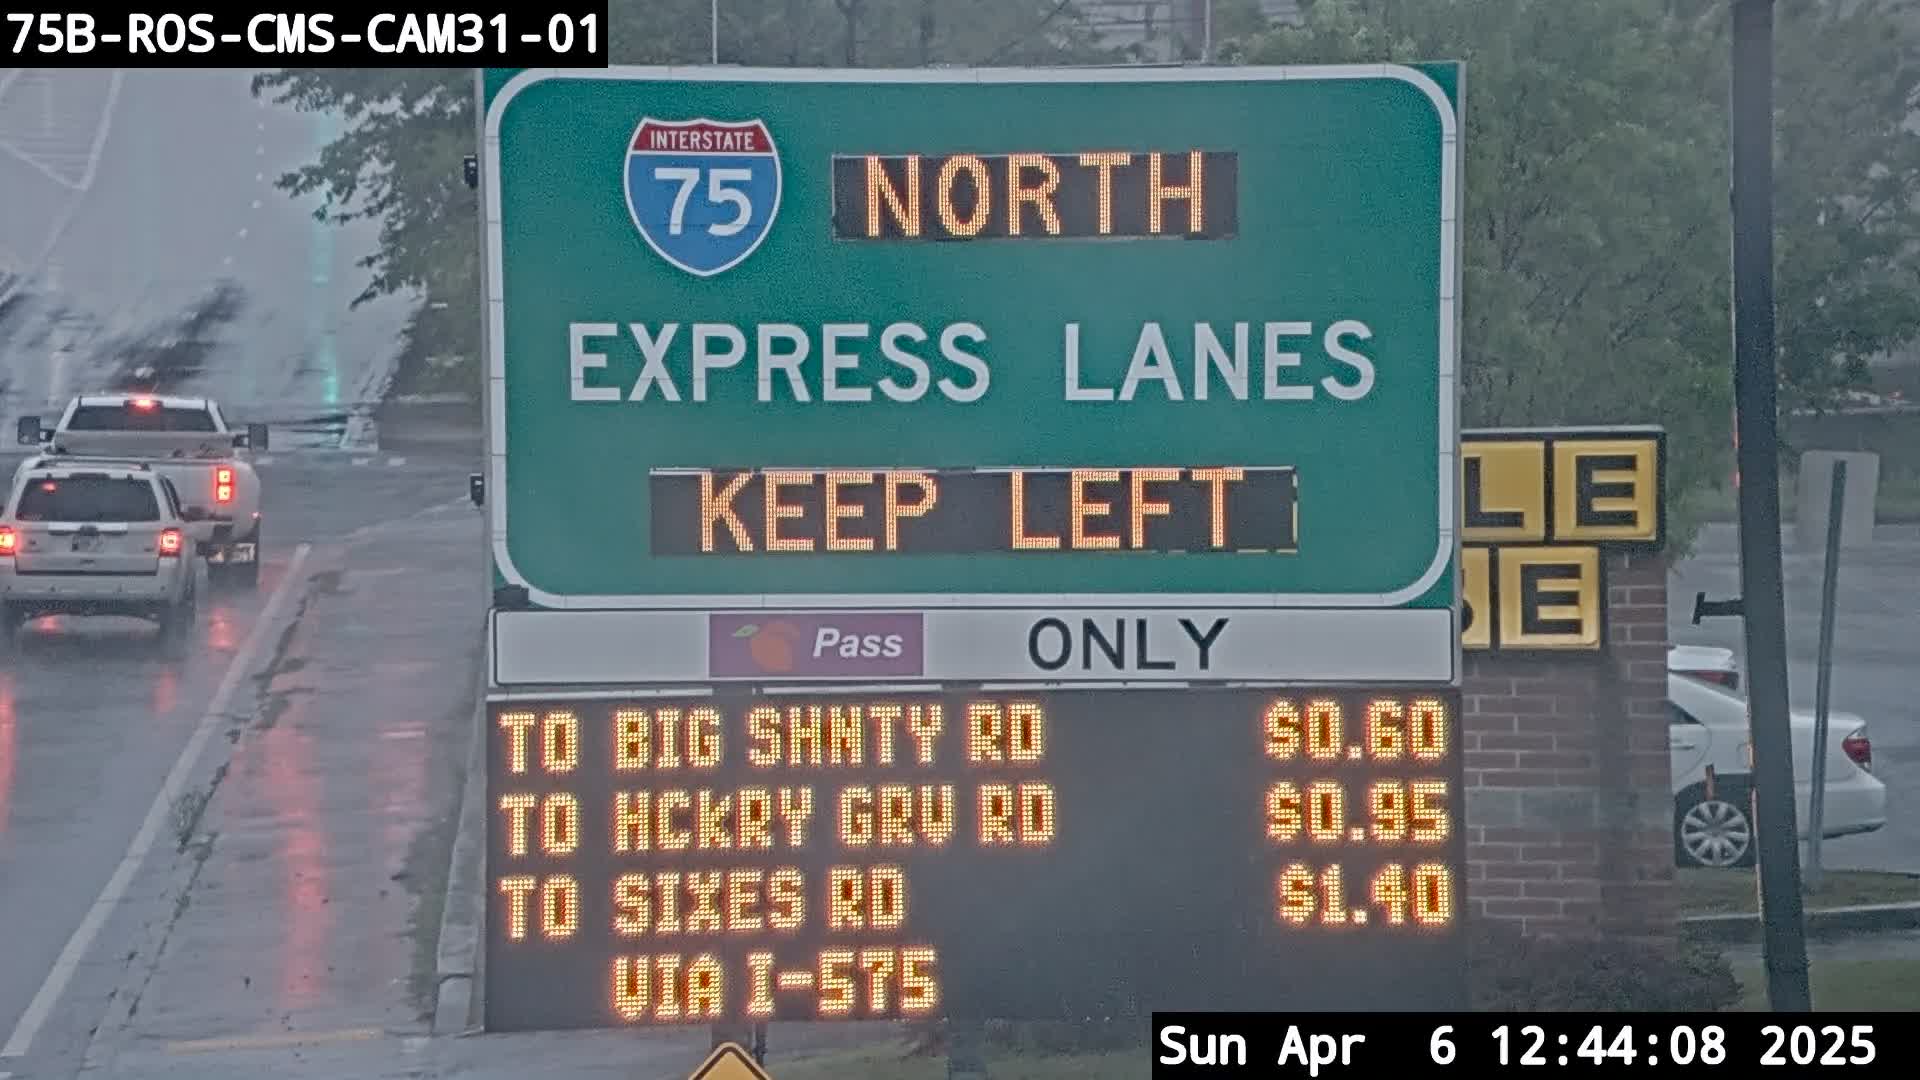 75B-ROS-CMS-CAM31-01
INTERSTATE
75
NORTH
EXPRESS LANES
KEEP LEFT
LE
E
Pass ONLY
TO BIG SHNTY RD $0.60
TO HCKRY GRV RD $0.95
TO SIXES RD $1.40
VIA I-575
Sun Apr 6 12:44:08 2025